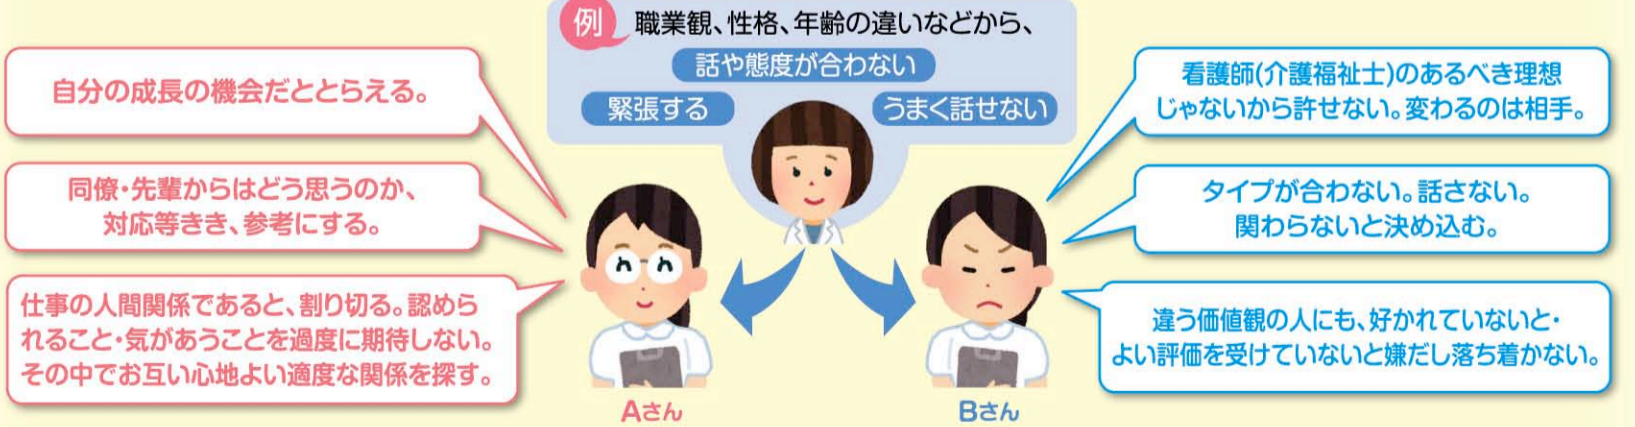 例
職業観、性格、年齢の違いなどから、
話や態度が合わない
緊張する
うまく話せない
自分の成長の機会だととらえる。
同僚・先輩からはどう思うのか、
対応等きき、参考にする。
仕事の人間関係であると、割り切る。認めら
れること・気があうことを過度に期待しない。
その中でお互い心地よい適度な関係を探す。
Aさん
看護師(介護福祉士)のあるべき理想
じゃないから許せない。変わるのは相手。
タイプが合わない。話さない。
関わらないと決め込む。
違う価値観の人にも、好かれていないと・
よい評価を受けていないと嫌だし落ち着かない。
Bさん